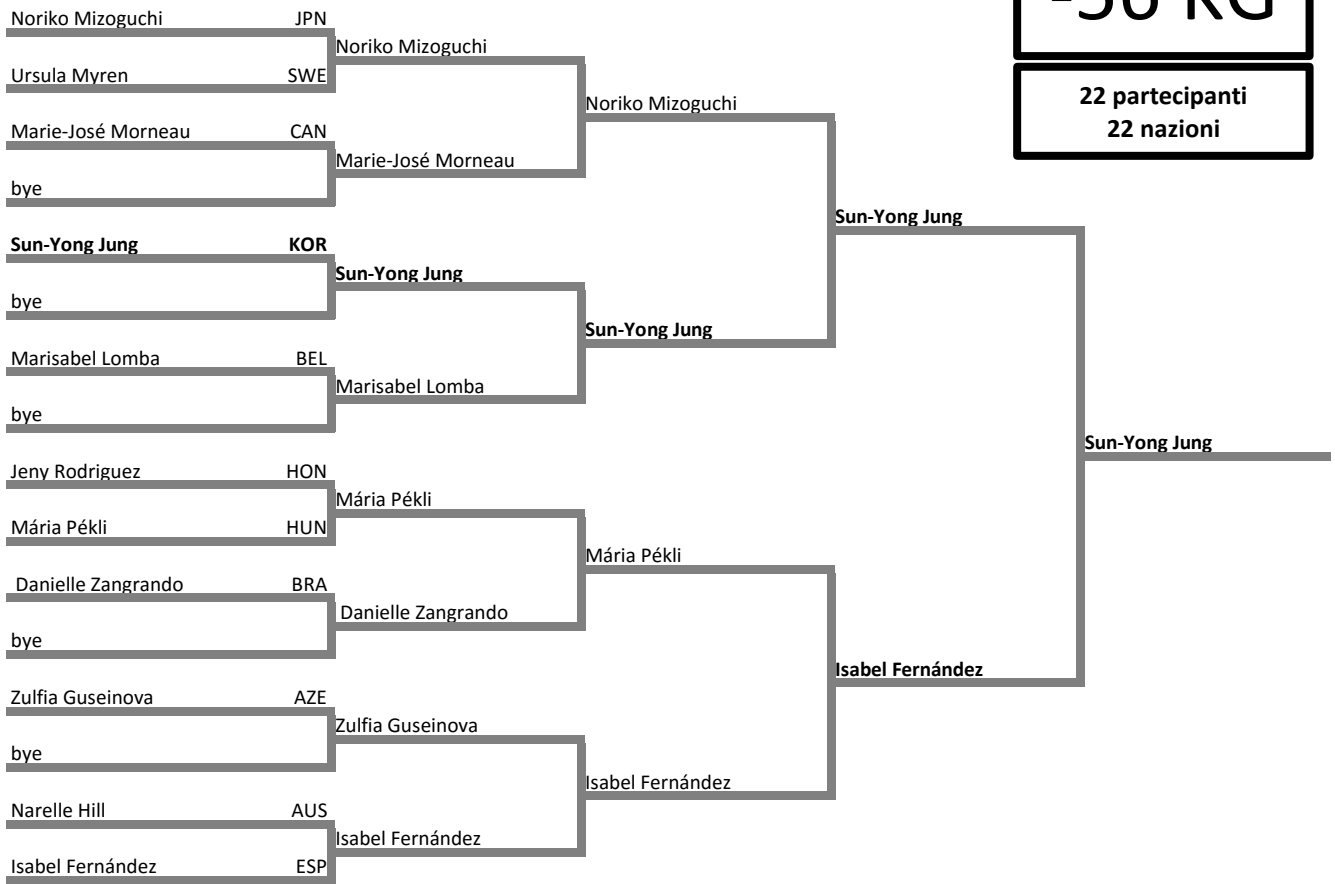 -56 KG
22 partecipanti
22 nazioni
Noriko Mizoguchi JPN
Noriko Mizoguchi
Ursula Myren SWE
Noriko Mizoguchi
Marie-José Morneau CAN
Marie-José Morneau
bye
Sun-Yong Jung
Sun-Yong Jung KOR
Sun-Yong Jung
bye
Sun-Yong Jung
Marisabel Lomba BEL
Marisabel Lomba
bye
Sun-Yong Jung
Jeny Rodriguez HON
Mária Pékli
Mária Pékli HUN
Mária Pékli
Danielle Zangrando BRA
Danielle Zangrando
bye
Isabel Fernández
Zulfia Guseinova AZE
Zulfia Guseinova
bye
Isabel Fernández
Narelle Hill AUS
Isabel Fernández
Isabel Fernández ESP